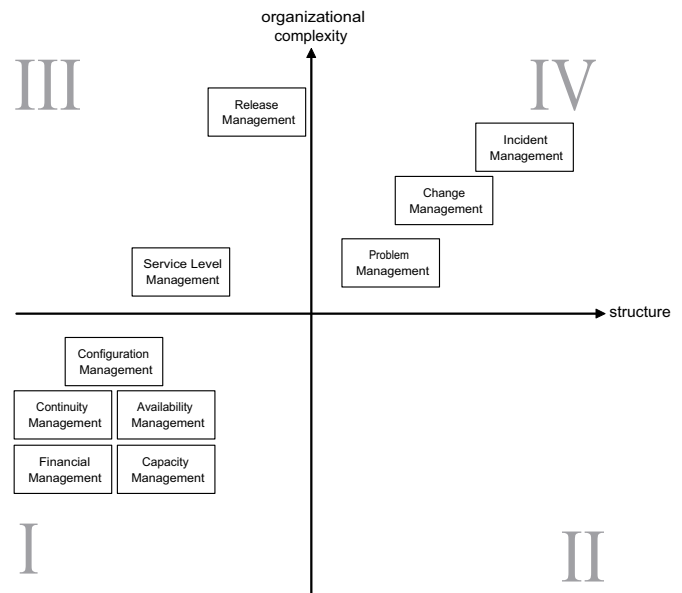 organizational
complexity
III
IV
Release
Management
Incident
Management
Change
Management
Problem
Management
Service Level
Management
structure
Configuration
Management
Continuity
Management
Availability
Management
Financial
Management
Capacity
Management
I
II